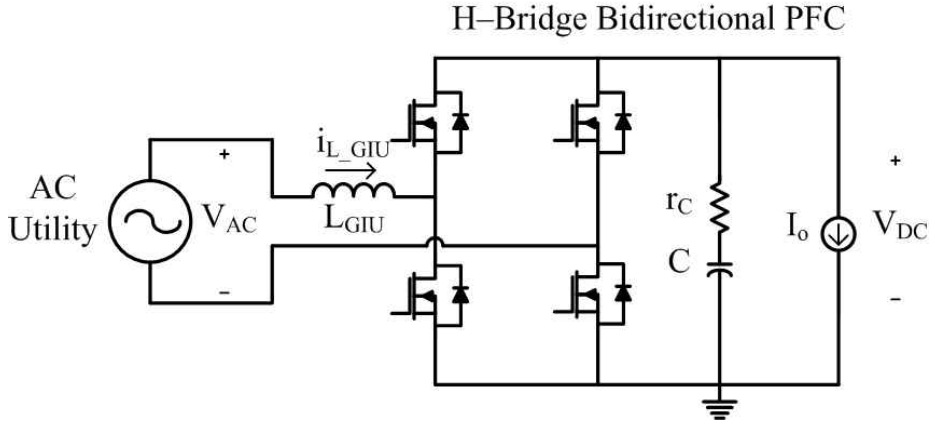 H–Bridge Bidirectional PFC
AC
Utility
+
V_AC
−
i_L_GIU
L_GIU
r_C
C
I_o
+
V_DC
−